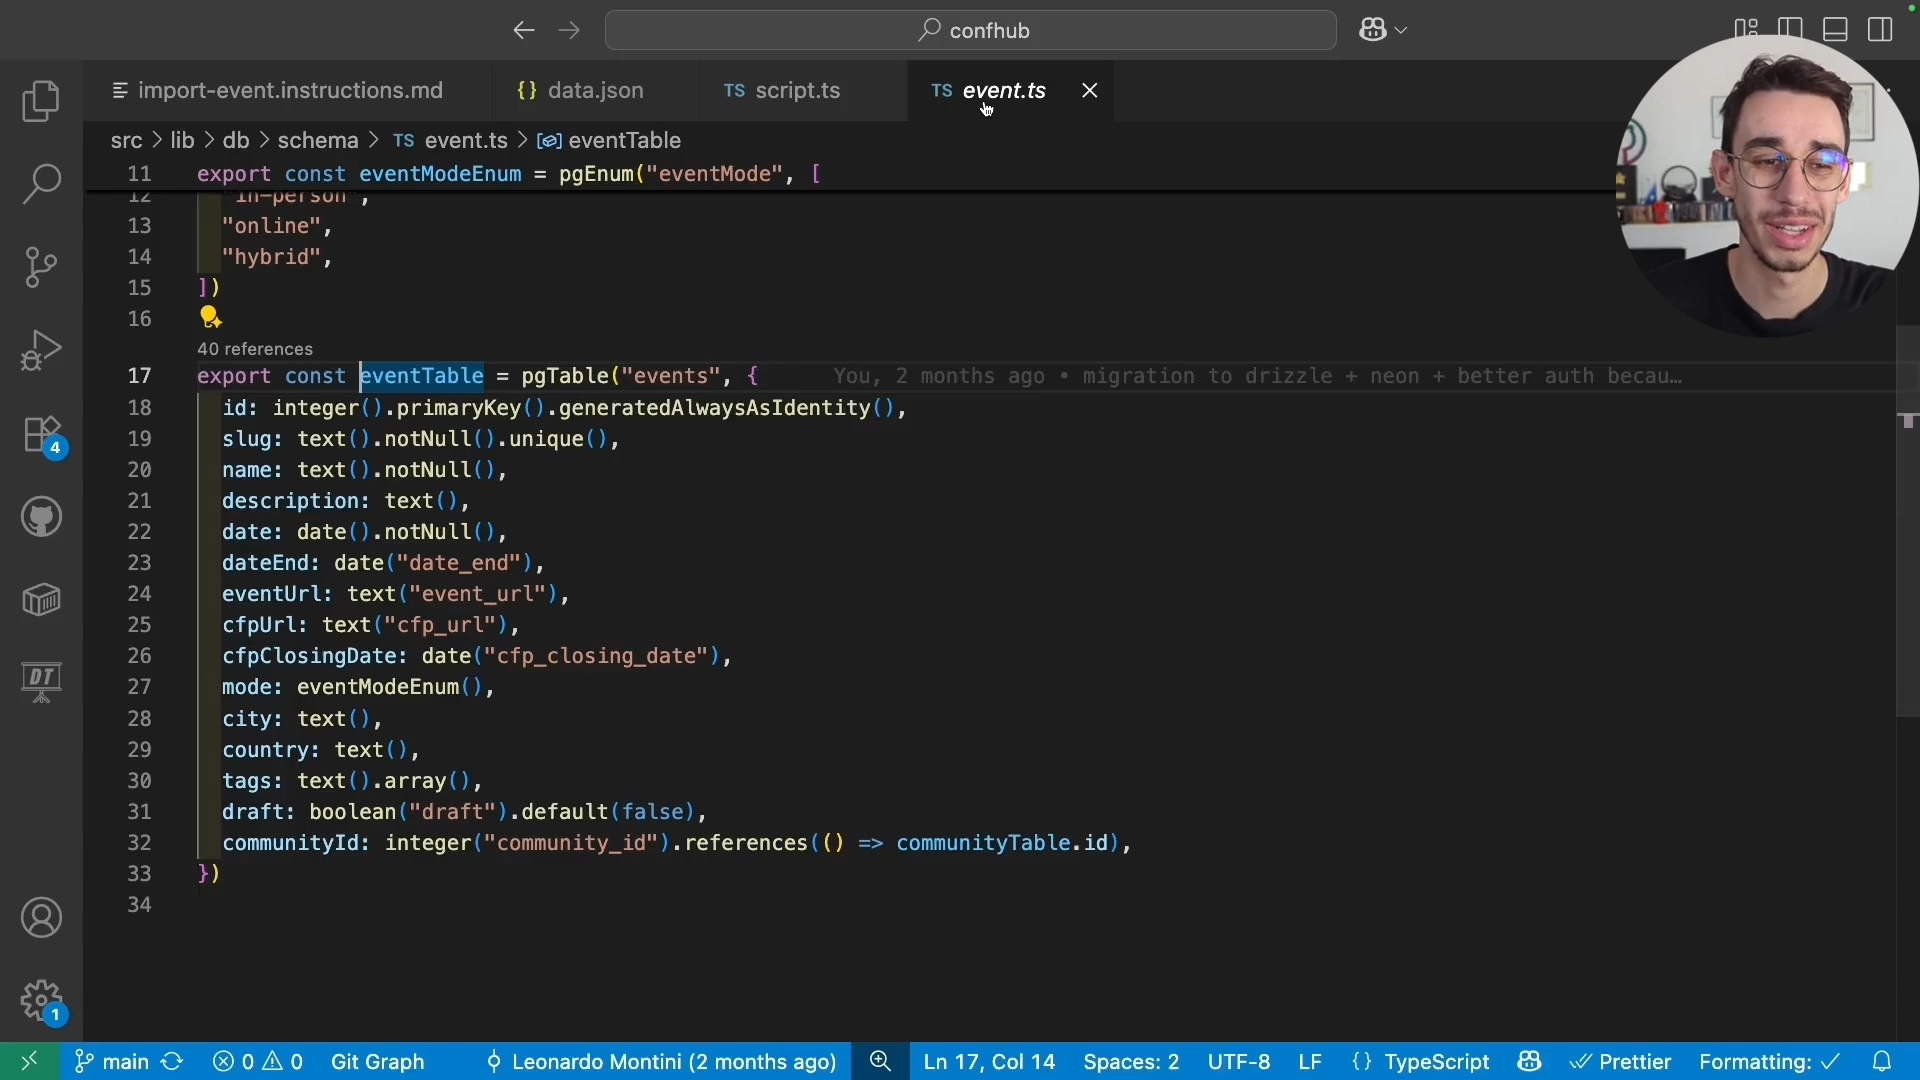 confhub
import-event.instructions.md
{} data.json
TS script.ts
TS event.ts
src > lib > db > schema > TS event.ts > eventTable
11 export const eventModeEnum = pgEnum("eventMode", [
12 "in-person",
13 "online",
14 "hybrid",
15 ])
16
40 references
17 export const eventTable = pgTable("events", { You, 2 months ago • migration to drizzle + neon + better auth becau…
18 id: integer().primaryKey().generatedAlwaysAsIdentity(),
19 slug: text().notNull().unique(),
20 name: text().notNull(),
21 description: text(),
22 date: date().notNull(),
23 dateEnd: date("date_end"),
24 eventUrl: text("event_url"),
25 cfpUrl: text("cfp_url"),
26 cfpClosingDate: date("cfp_closing_date"),
27 mode: eventModeEnum(),
28 city: text(),
29 country: text(),
30 tags: text().array(),
31 draft: boolean("draft").default(false),
32 communityId: integer("community_id").references(() => communityTable.id),
33 })
34
4
DT
1
main 0 0 Git Graph Leonardo Montini (2 months ago) Ln 17, Col 14 Spaces: 2 UTF-8 LF {} TypeScript Prettier Formatting: ✓